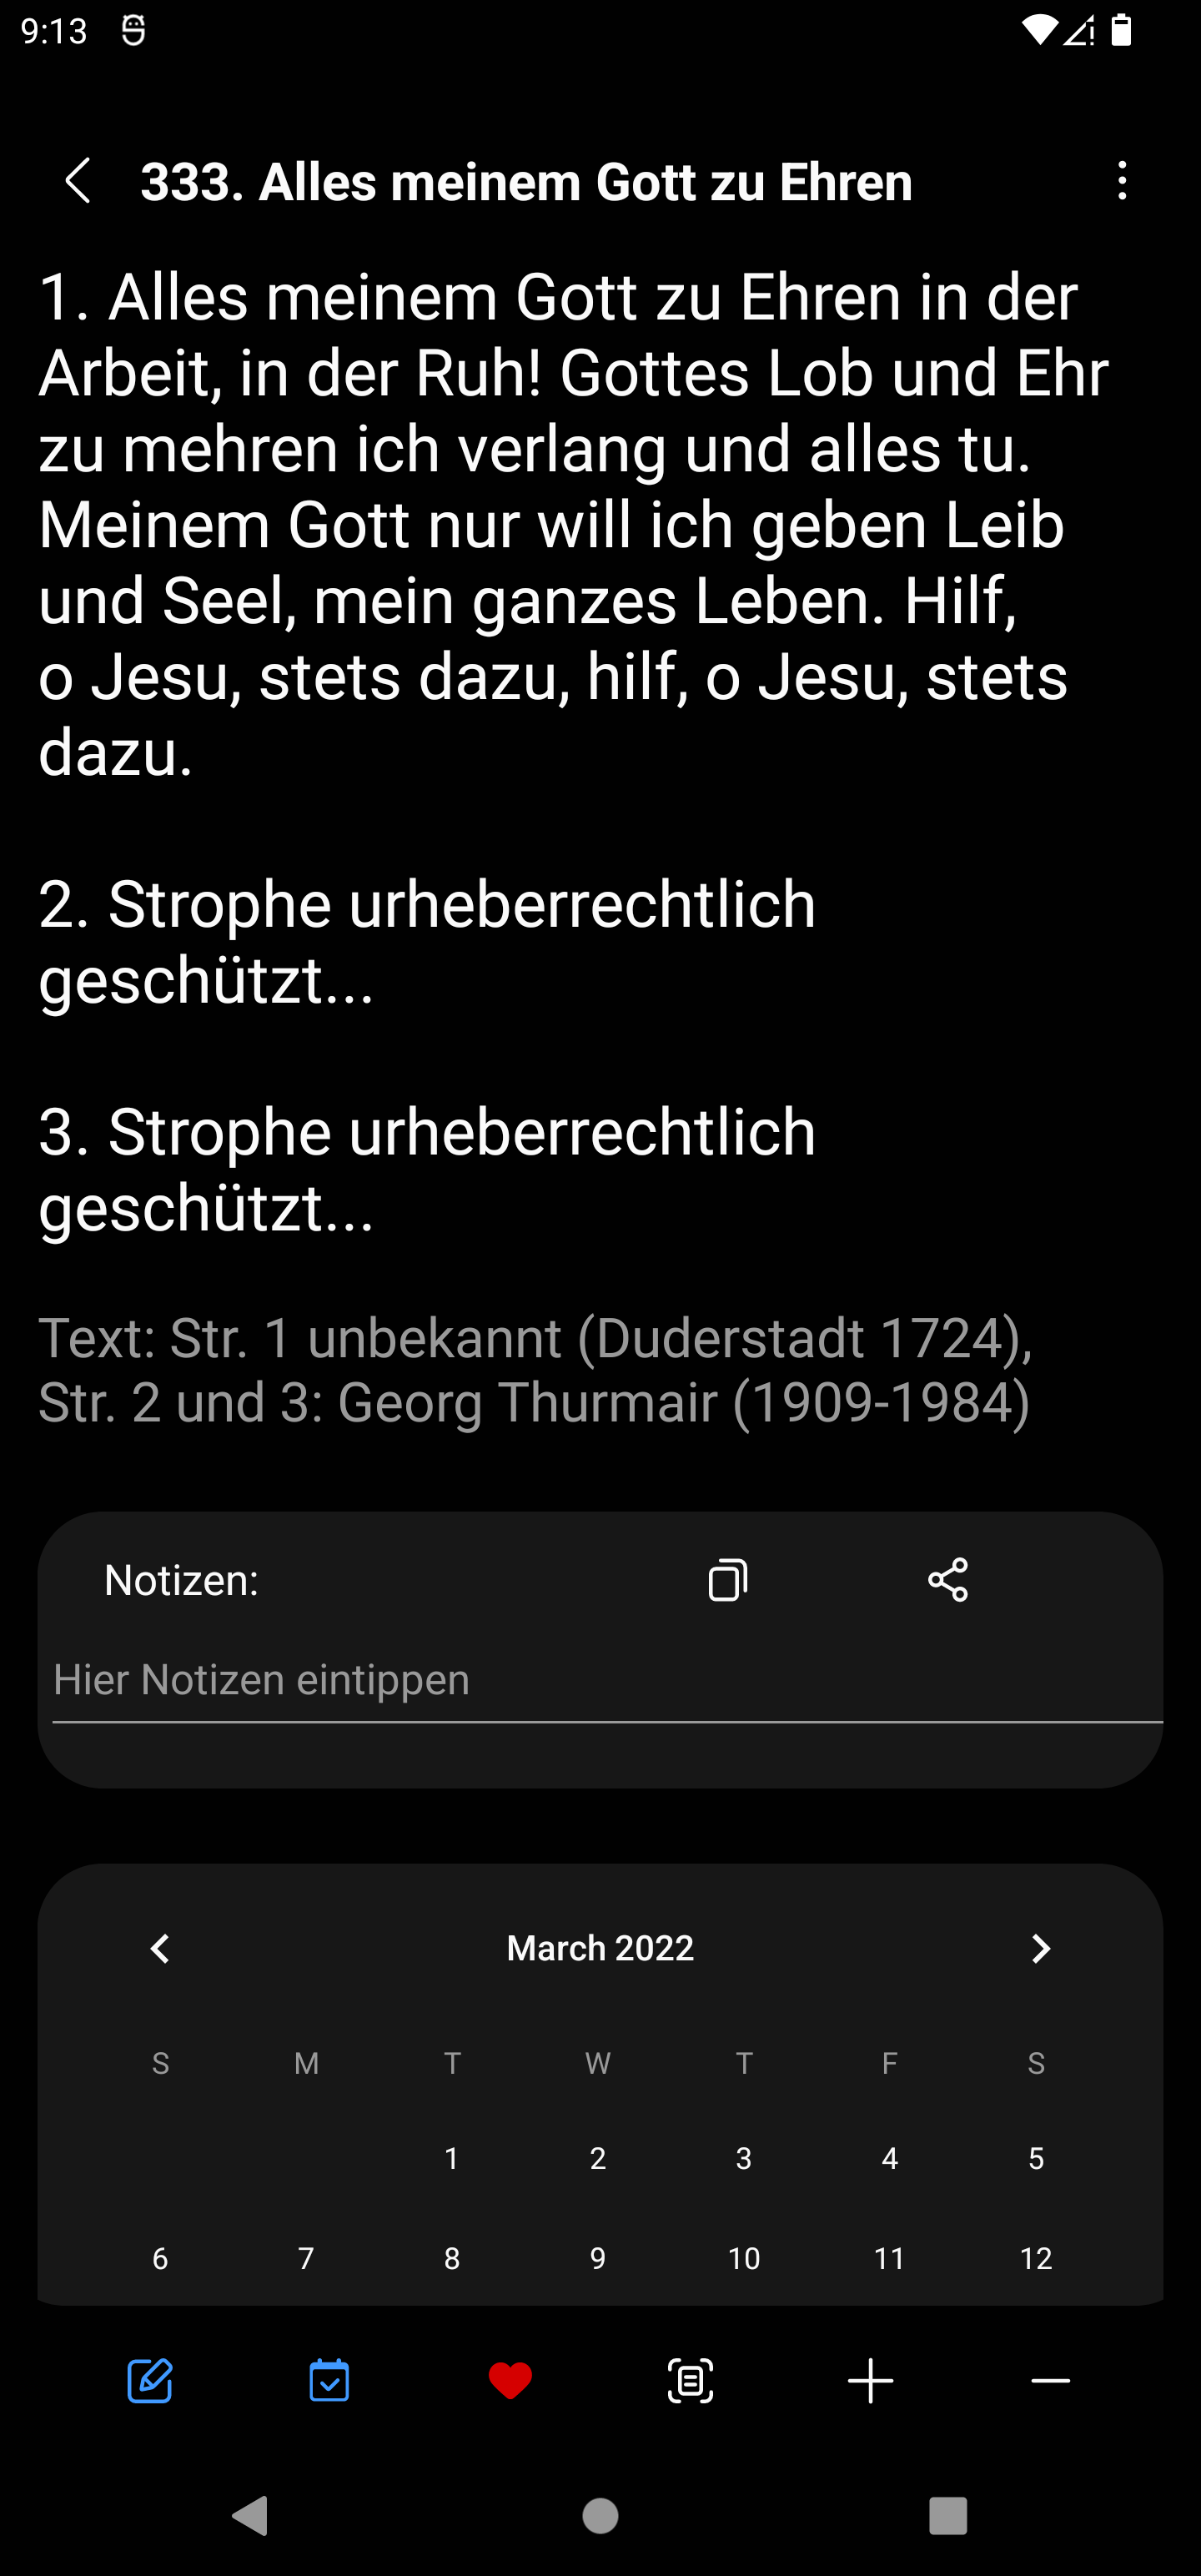 9:13
333. Alles meinem Gott zu Ehren
1. Alles meinem Gott zu Ehren in der
Arbeit, in der Ruh! Gottes Lob und Ehr
zu mehren ich verlang und alles tu.
Meinem Gott nur will ich geben Leib
und Seel, mein ganzes Leben. Hilf,
o Jesu, stets dazu, hilf, o Jesu, stets
dazu.
2. Strophe urheberrechtlich
geschützt...
3. Strophe urheberrechtlich
geschützt...
Text: Str. 1 unbekannt (Duderstadt 1724),
Str. 2 und 3: Georg Thurmair (1909-1984)
Notizen:
Hier Notizen eintippen
March 2022
S M T W T F S
1 2 3 4 5
6 7 8 9 10 11 12